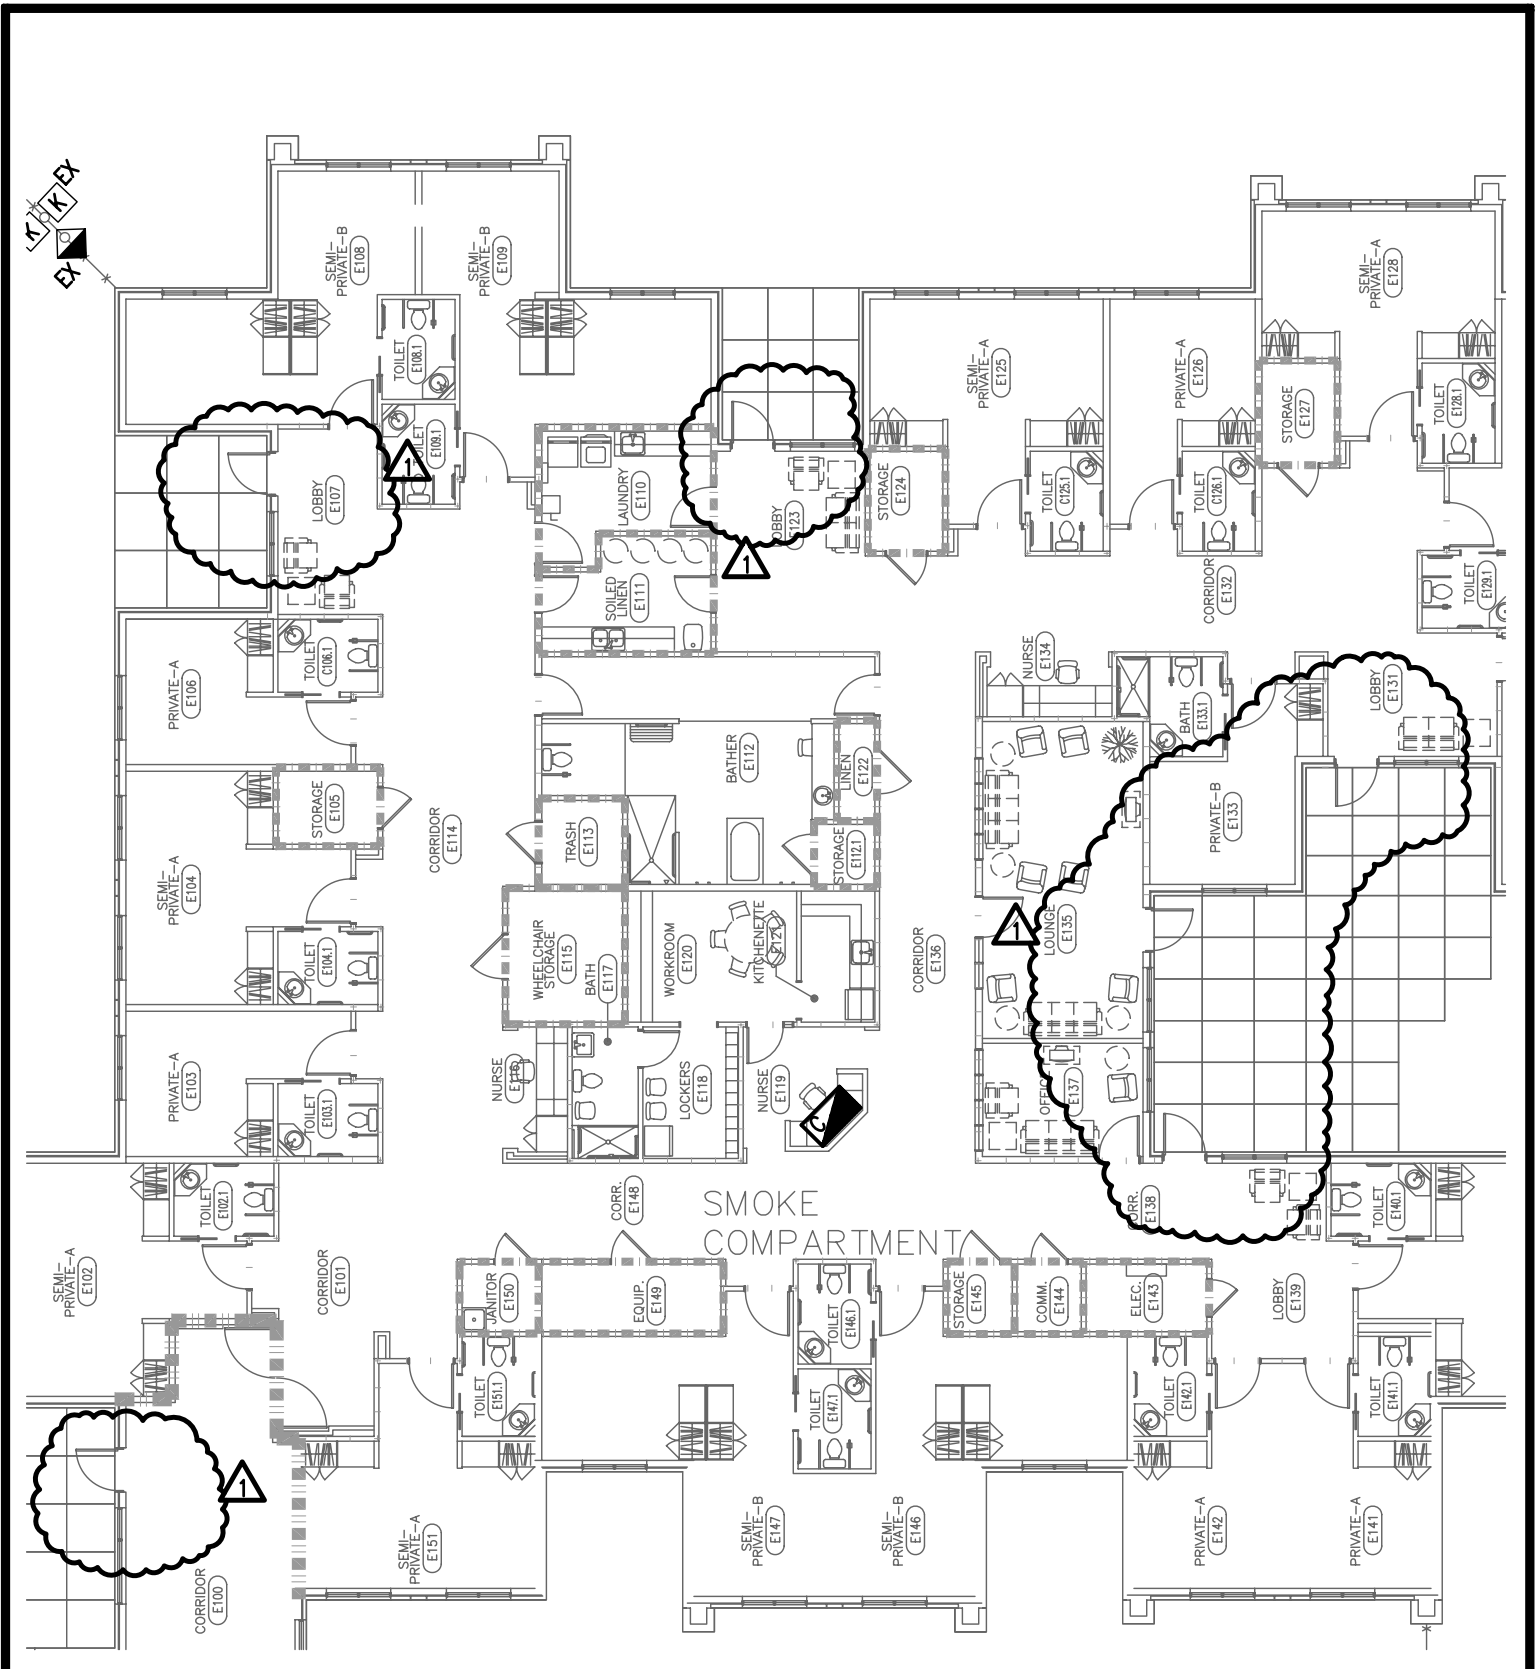 EX
K
K
EX
SEMI-
PRIVATE-B
E108
SEMI-
PRIVATE-B
E109
TOILET
E108.1
TOILET
E109.1
LOBBY
E107
1
LAUNDRY
E110
SOILED
LINEN
E111
LOBBY
E123
1
STORAGE
E124
SEMI-
PRIVATE-A
E125
TOILET
C125.1
PRIVATE-A
E126
TOILET
C126.1
STORAGE
E127
SEMI-
PRIVATE-A
E128
TOILET
E128.1
TOILET
E129.1
CORRIDOR
E132
NURSE
E134
BATH
E133.1
LOBBY
E131
PRIVATE-B
E133
PRIVATE-A
E106
TOILET
C106.1
STORAGE
E105
SEMI-
PRIVATE-A
E104
TOILET
E104.1
PRIVATE-A
E103
TOILET
E103.1
CORRIDOR
E114
BATHER
E112
LINEN
E122
STORAGE
E112.1
TRASH
E113
WHEELCHAIR
STORAGE
E115
BATH
E117
WORKROOM
E120
KITCHENETTE
E121
CORRIDOR
E136
LOUNGE
E135
1
OFFICE
E137
NURSE
E116
LOCKERS
E118
NURSE
E119
C
TOILET
E102.1
SEMI-
PRIVATE-A
E102
CORRIDOR
E101
CORR.
E148
SMOKE
COMPARTMENT
CORR.
E138
TOILET
E140.1
LOBBY
E139
JANITOR
E150
EQUIP.
E149
STORAGE
E145
COMM.
E144
ELEC.
E143
TOILET
E146.1
TOILET
E147.1
TOILET
E151.1
TOILET
E142.1
TOILET
E141.1
1
CORRIDOR
E100
SEMI-
PRIVATE-A
E151
SEMI-
PRIVATE-B
E147
SEMI-
PRIVATE-B
E146
PRIVATE-A
E142
PRIVATE-A
E141